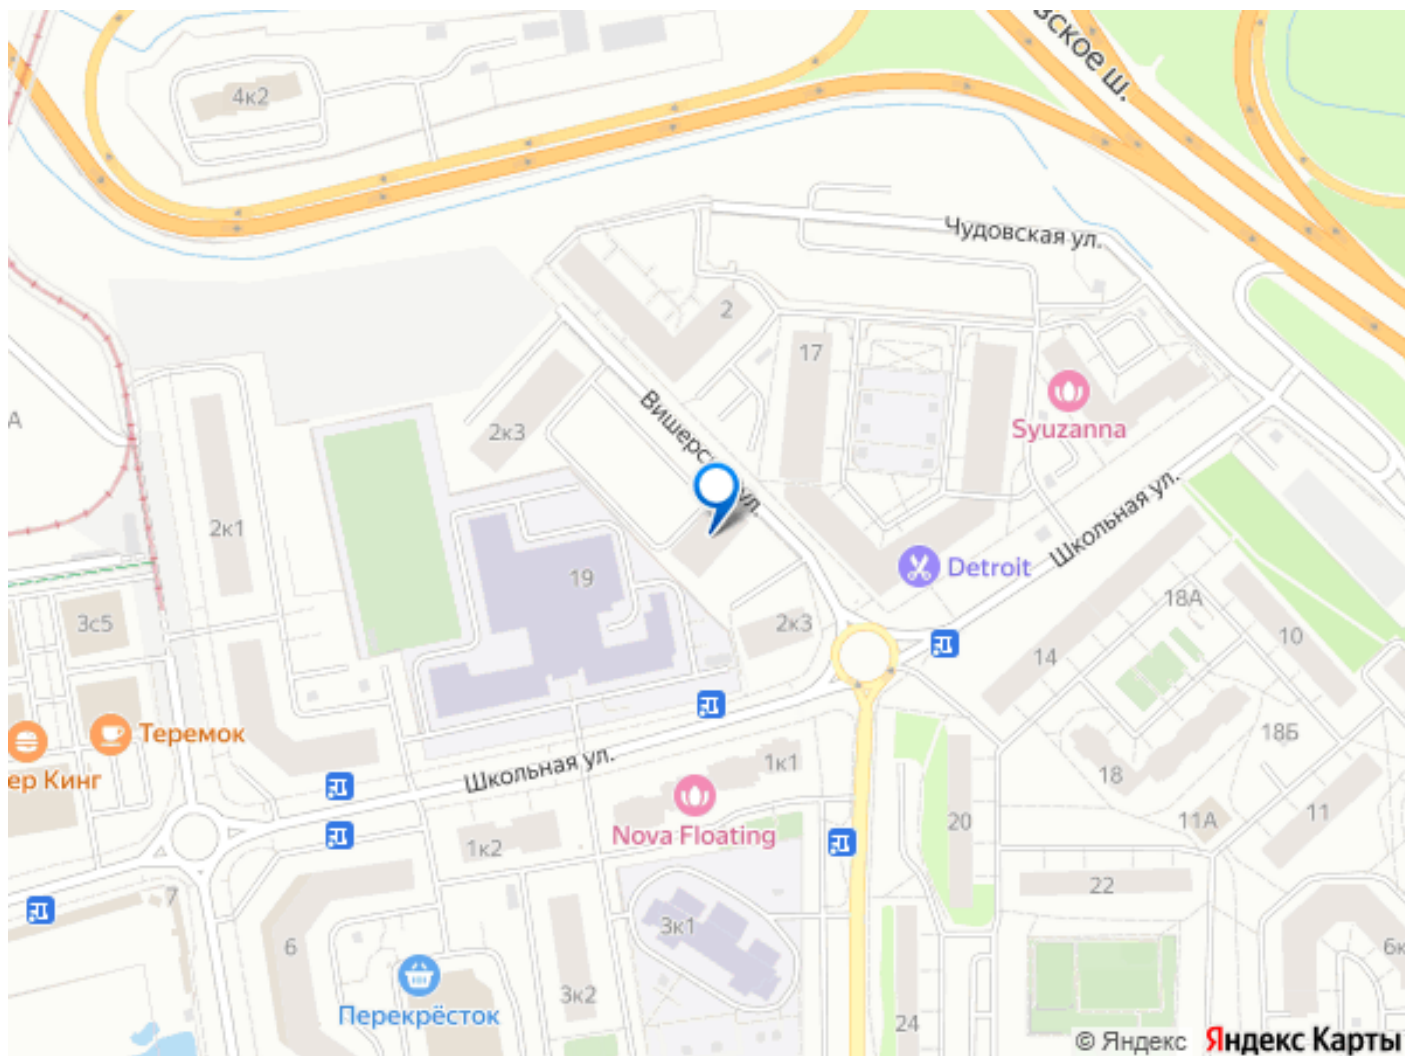 вское ш.
4к2
Чудовская ул.
2
17
Вишерс
ул.
Syuzanna
А
2к3
2к1
Школьная ул.
19
Detroit
3с5
2к3
18А
10
14
Теремок
ер Кинг
Школьная ул.
1к1
18
18Б
Nova Floating
1к2
20
11А
11
22
7
6
3к1
6к
Перекрёсток
3к2
24
© Яндекс
Яндекс Карты